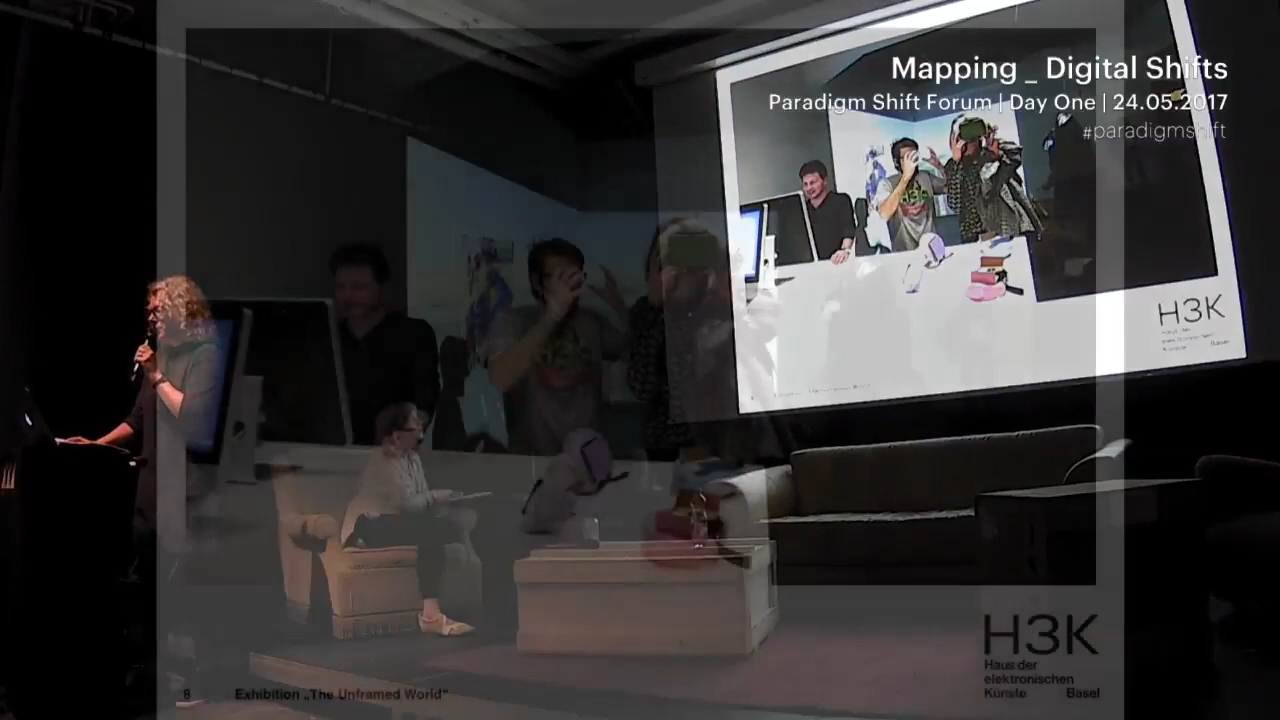 Mapping _ Digital Shifts
Paradigm Shift Forum | Day One | 24.05.2017
#paradigmshift
H3K
Basel
H3K
Haus der
elektronischen
Künste Basel
8 Exhibition „The Unframed World"